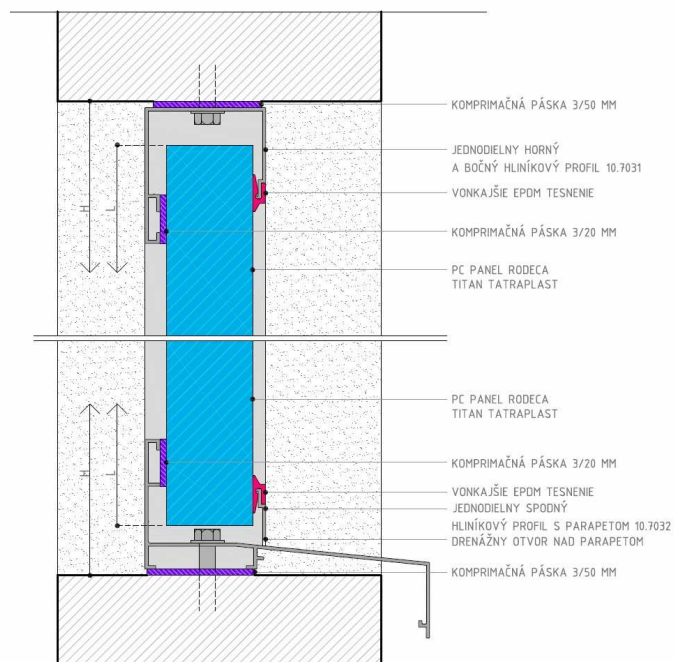 KOMPRIMAČNÁ PÁSKA 3/50 MM
JEDNODIELNY HORNÝ
A BOČNÝ HLINÍKOVÝ PROFIL 10.7031
VONKAJŠIE EPDM TESNENIE
H
L
KOMPRIMAČNÁ PÁSKA 3/20 MM
PC PANEL RODECA
TITAN TATRAPLAST
PC PANEL RODECA
TITAN TATRAPLAST
H
L
KOMPRIMAČNÁ PÁSKA 3/20 MM
VONKAJŠIE EPDM TESNENIE
JEDNODIELNY SPODNÝ
HLINÍKOVÝ PROFIL S PARAPETOM 10.7032
DRENÁŽNY OTVOR NAD PARAPETOM
KOMPRIMAČNÁ PÁSKA 3/50 MM